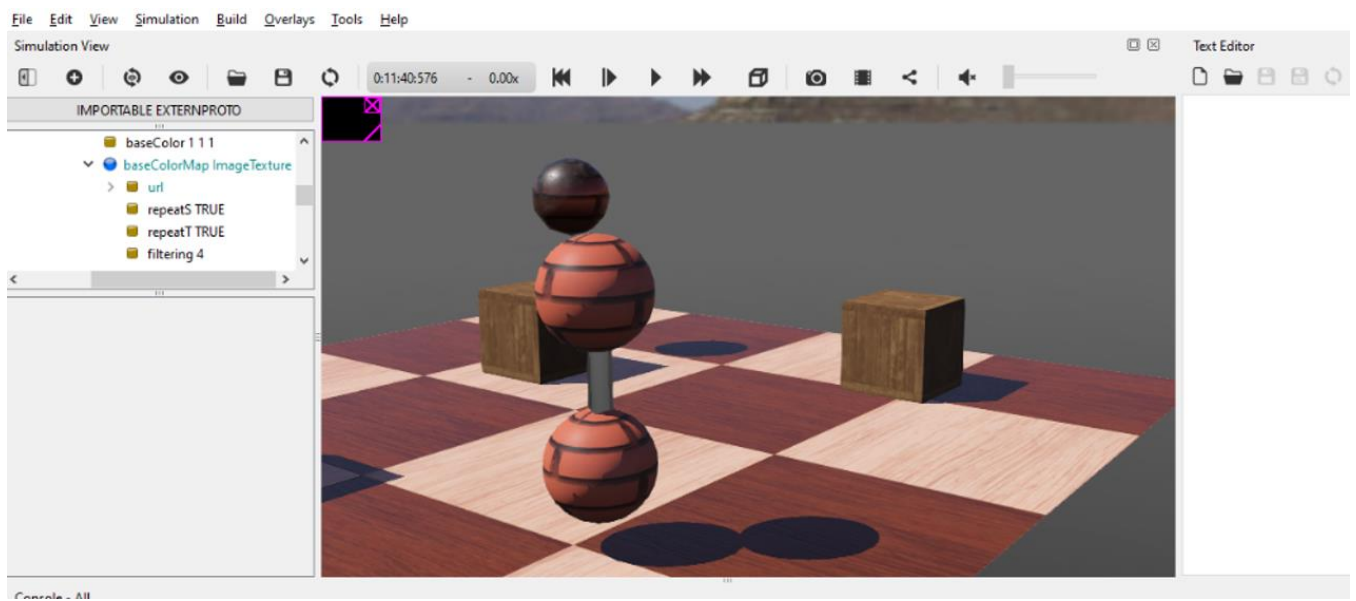 File Edit View Simulation Build Overlays Tools Help
Simulation View
Text Editor
0:11:40:576 - 0.00x
IMPORTABLE EXTERNPROTO
baseColor 1 1 1
baseColorMap ImageTexture
url
repeatS TRUE
repeatT TRUE
filtering 4
Console - All